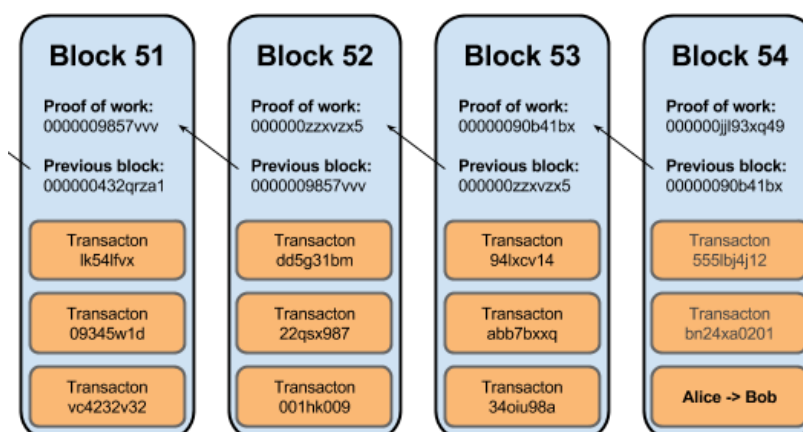 Block 51
Proof of work:
0000009857vvv
Previous block:
000000432qrza1
Transacton
lk54lfvx
Transacton
09345w1d
Transacton
vc4232v32
Block 52
Proof of work:
000000zzxvzx5
Previous block:
0000009857vvv
Transacton
dd5g31bm
Transacton
22qsx987
Transacton
001hk009
Block 53
Proof of work:
00000090b41bx
Previous block:
000000zzxvzx5
Transacton
94lxcv14
Transacton
abb7bxxq
Transacton
34oiu98a
Block 54
Proof of work:
000000jjl93xq49
Previous block:
00000090b41bx
Transacton
555lbj4j12
Transacton
bn24xa0201
Alice -> Bob